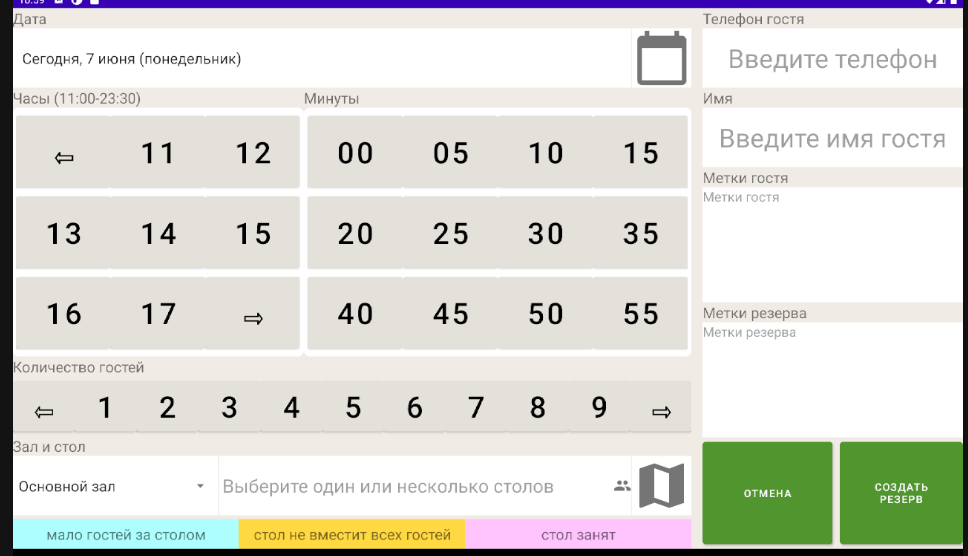 Дата
Сегодня, 7 июня (понедельник)
Часы (11:00-23:30)
⇦ 11 12
13 14 15
16 17 ⇨
Минуты
00 05 10 15
20 25 30 35
40 45 50 55
Количество гостей
⇦ 1 2 3 4 5 6 7 8 9 ⇨
Зал и стол
Основной зал
Выберите один или несколько столов
мало гостей за столом
стол не вместит всех гостей
стол занят
Телефон гостя
Введите телефон
Имя
Введите имя гостя
Метки гостя
Метки гостя
Метки резерва
Метки резерва
ОТМЕНА
СОЗДАТЬ
РЕЗЕРВ